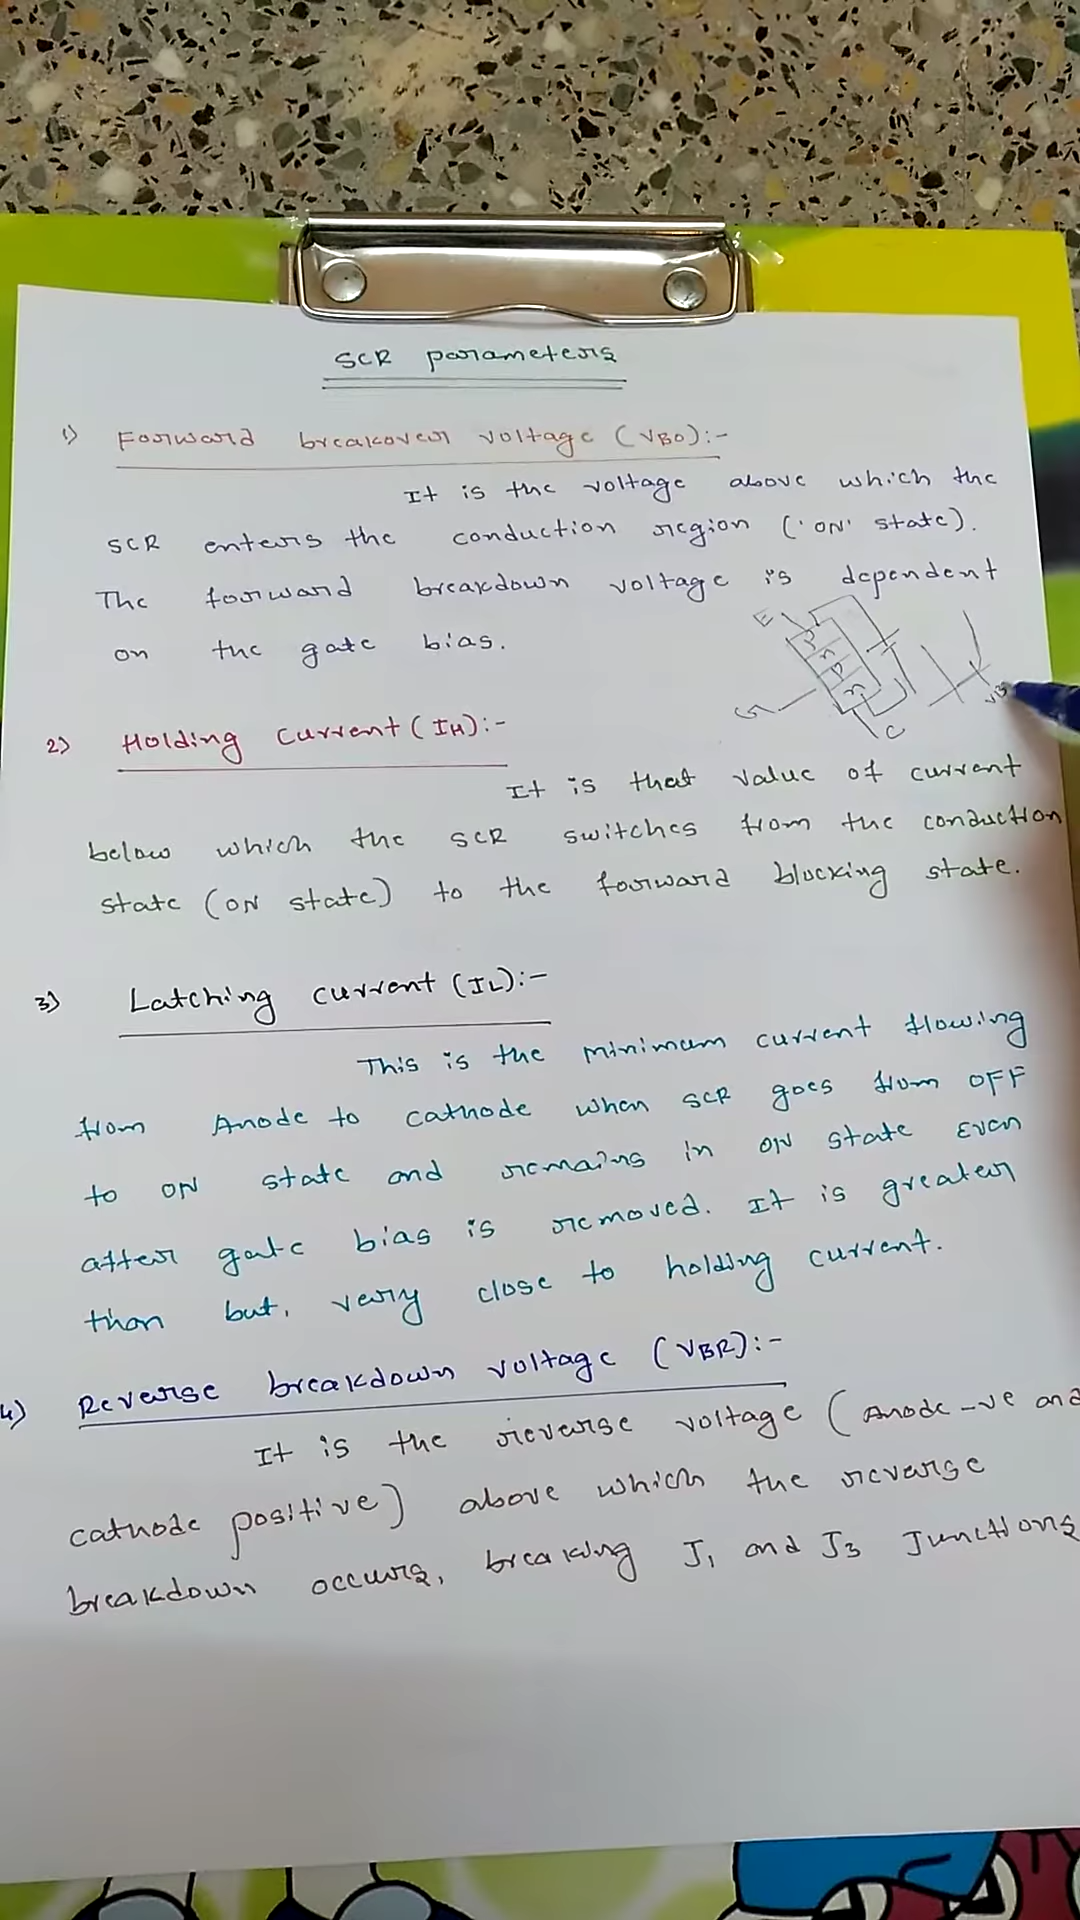 SCR parameters
1) Forward breakover voltage (VBO):-
It is the voltage above which the
SCR enters the conduction region ('ON' state).
The forward breakdown voltage is dependent
on the gate bias.
E
G
C
VB
2) Holding current (IH):-
It is that value of current
below which the SCR switches from the conduction
state (ON state) to the forward blocking state.
3) Latching current (IL):-
This is the minimum current flowing
from Anode to cathode when SCR goes from OFF
to ON state and remains in ON state Even
after gate bias is removed. It is greater
than but, very close to holding current.
4) Reverse breakdown voltage (VBR):-
It is the reverse voltage (Anode -ve and
cathode positive) above which the reverse
breakdown occurs, breaking J1 and J3 Junctions